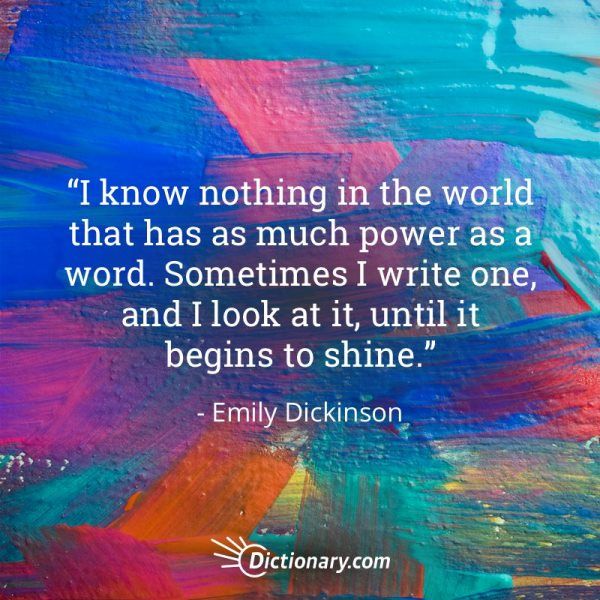 “I know nothing in the world
that has as much power as a
word. Sometimes I write one,
and I look at it, until it
begins to shine.”
- Emily Dickinson
Dictionary.com